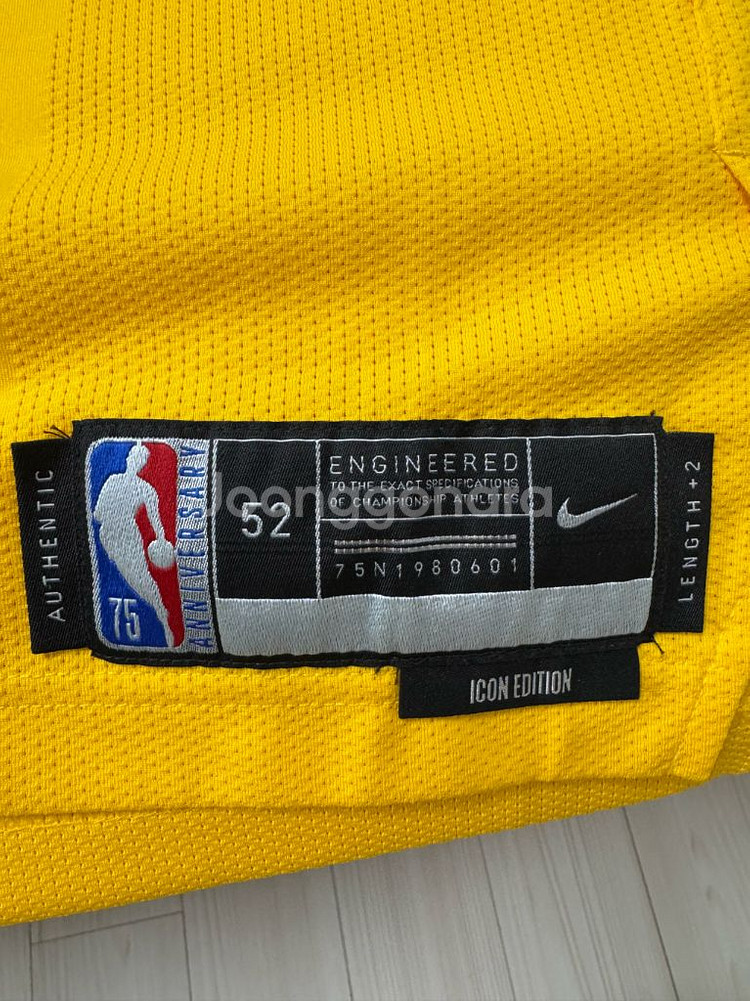 AUTHENTIC
75
ANNIVERSARY
52
ENGINEERED
TO THE EXACT SPECIFICATIONS
OF CHAMPIONSHIP ATHLETES
75N1980601
LENGTH +2
ICON EDITION
Joonggonara